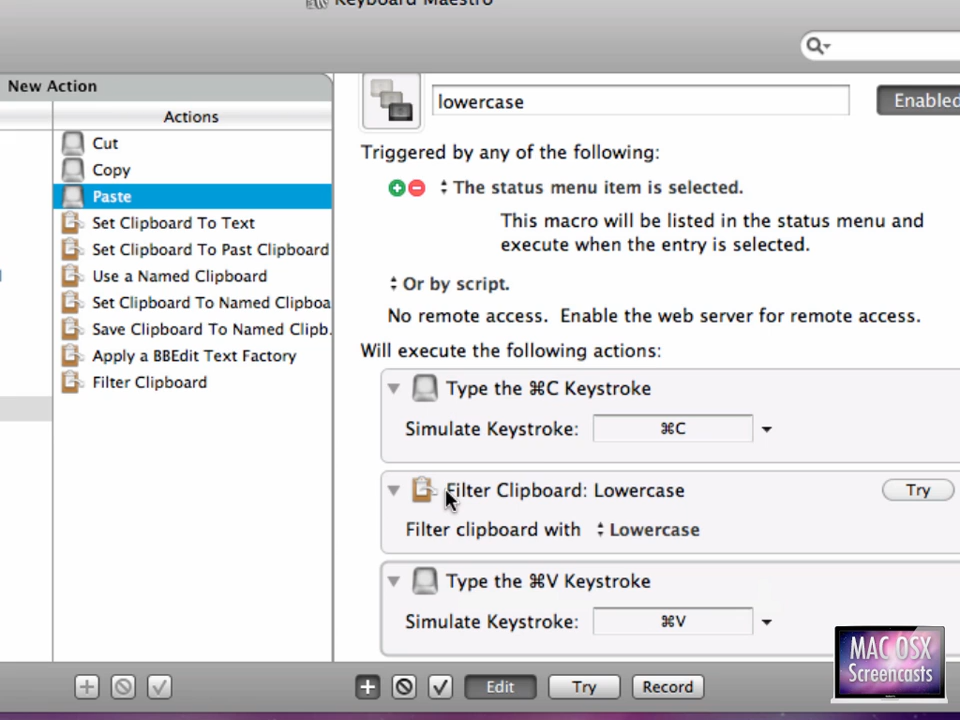 Keyboard Maestro
New Action
Actions
Cut
Copy
Paste
Set Clipboard To Text
Set Clipboard To Past Clipboard
Use a Named Clipboard
Set Clipboard To Named Clipboa
Save Clipboard To Named Clipb.
Apply a BBEdit Text Factory
Filter Clipboard
lowercase
Enabled
Triggered by any of the following:
The status menu item is selected.
This macro will be listed in the status menu and
execute when the entry is selected.
Or by script.
No remote access. Enable the web server for remote access.
Will execute the following actions:
Type the ⌘C Keystroke
Simulate Keystroke: ⌘C
Filter Clipboard: Lowercase
Try
Filter clipboard with Lowercase
Type the ⌘V Keystroke
Simulate Keystroke: ⌘V
Edit
Try
Record
MAC OSX
Screencasts